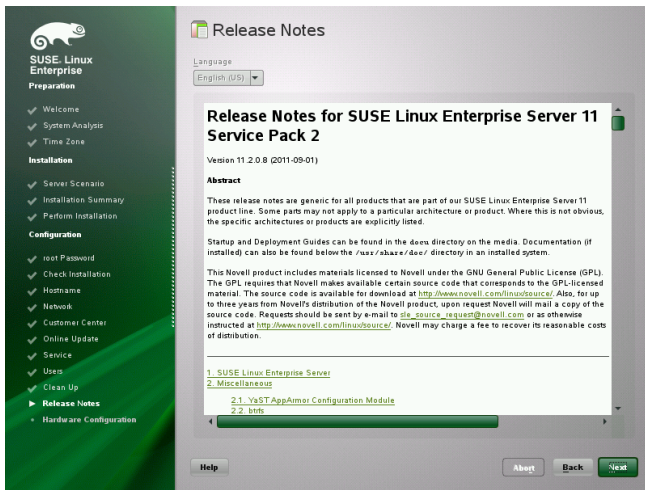 SUSE. Linux
Enterprise
Preparation
Welcome
System Analysis
Time Zone
Installation
Server Scenario
Installation Summary
Perform Installation
Configuration
root Password
Check Installation
Hostname
Network
Customer Center
Online Update
Service
Users
Clean Up
Release Notes
Hardware Configuration
Release Notes
Language
English (US)
Release Notes for SUSE Linux Enterprise Server 11
Service Pack 2
Version 11.2.0.8 (2011-09-01)
Abstract
These release notes are generic for all products that are part of our SUSE Linux Enterprise Server 11
product line. Some parts may not apply to a particular architecture or product. Where this is not obvious,
the specific architectures or products are explicitly listed.
Startup and Deployment Guides can be found in the docu directory on the media. Documentation (if
installed) can also be found below the /usr/share/doc/ directory in an installed system.
This Novell product includes materials licensed to Novell under the GNU General Public License (GPL).
The GPL requires that Novell makes available certain source code that corresponds to the GPL-licensed
material. The source code is available for download at http://www.novell.com/linux/source/. Also, for up
to three years from Novell's distribution of the Novell product, upon request Novell will mail a copy of the
source code. Requests should be sent by e-mail to sle_source_request@novell.com or as otherwise
instructed at http://www.novell.com/linux/source/. Novell may charge a fee to recover its reasonable costs
of distribution.
1. SUSE Linux Enterprise Server
2. Miscellaneous
2.1. YaST AppArmor Configuration Module
2.2. btrfs
Help
Abort
Back
Next